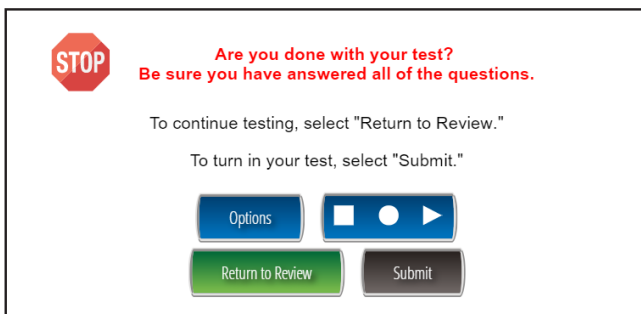 STOP
Are you done with your test?
Be sure you have answered all of the questions.
To continue testing, select "Return to Review."
To turn in your test, select "Submit."
Options
Return to Review
Submit